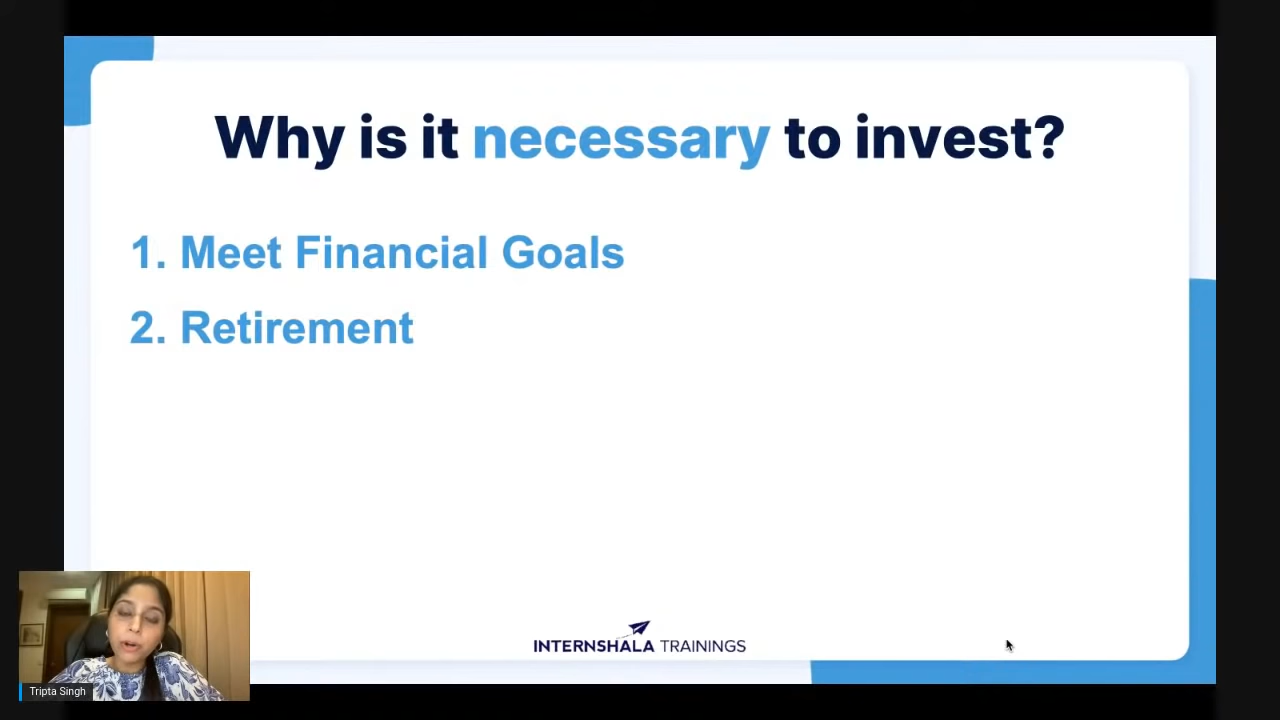 Why is it necessary to invest?
1. Meet Financial Goals
2. Retirement
INTERNSHALA TRAININGS
Tripta Singh